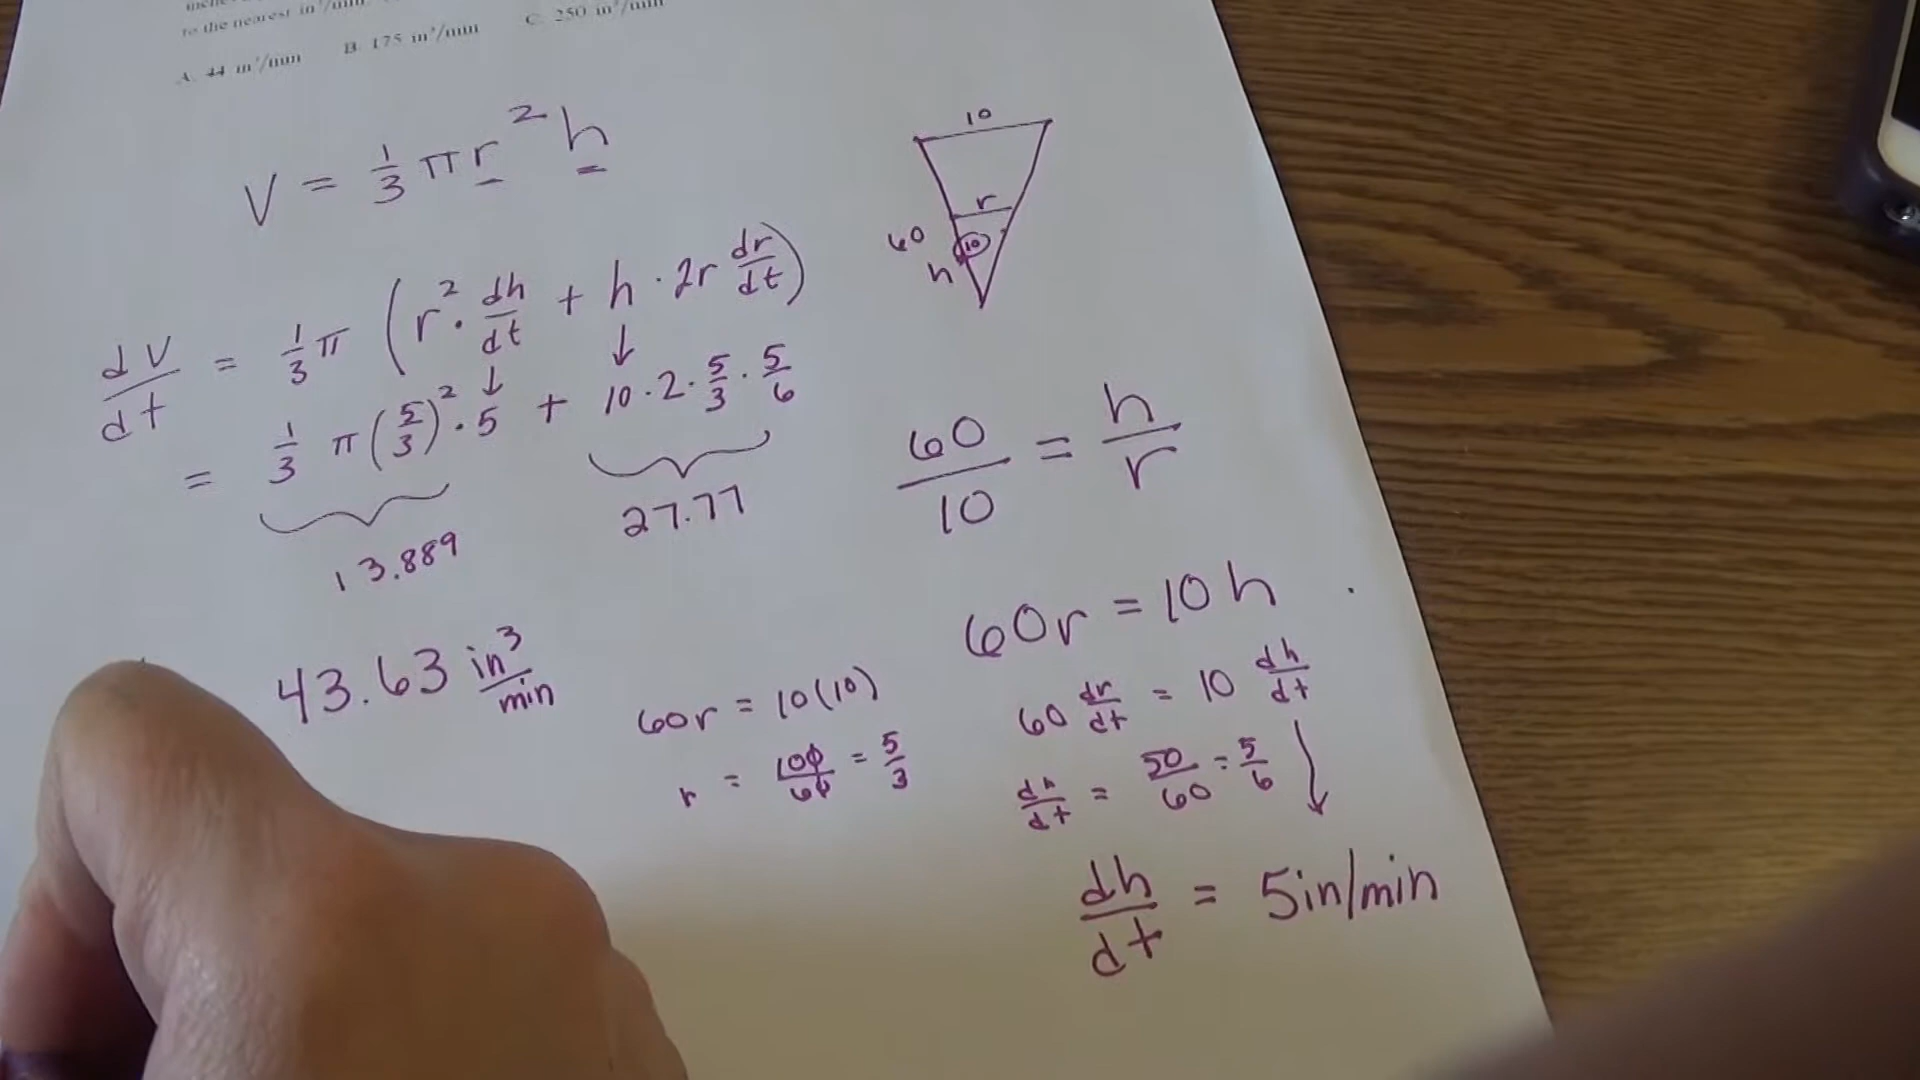 to the nearest in³/min
A. 44 in³/min B. 175 in³/min C. 250 in³/min
V = 1/3 π r² h
dV/dt = 1/3 π (r² · dh/dt + h · 2r dr/dt)
= 1/3 π (5/3)² · 5 + 10 · 2 · 5/3 · 5/6
13.889
27.77
43.63 in³/min
10
r
60
10
h
60/10 = h/r
60r = 10h
60 dr/dt = 10 dh/dt
dh/dt = 50/60 = 5/6
dh/dt = 5in/min
60r = 10(10)
r = 100/60 = 5/3